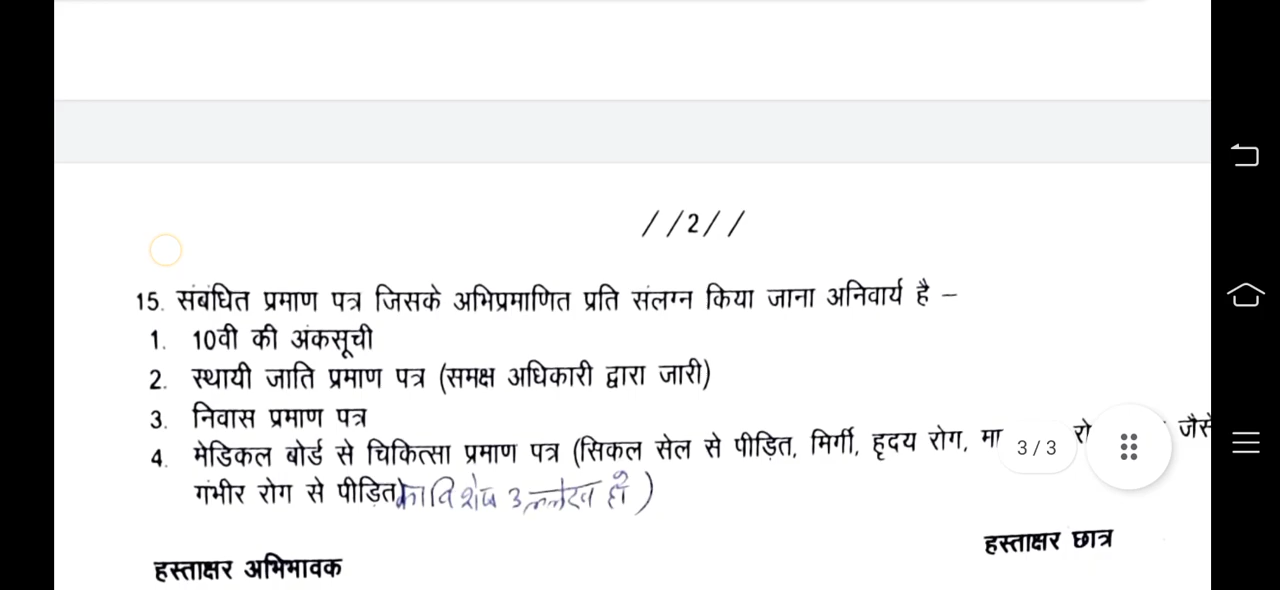 //2//
15. संबंधित प्रमाण पत्र जिसके अभिप्रमाणित प्रति संलग्न किया जाना अनिवार्य है –
1. 10वी की अंकसूची
2. स्थायी जाति प्रमाण पत्र (समक्ष अधिकारी द्वारा जारी)
3. निवास प्रमाण पत्र
4. मेडिकल बोर्ड से चिकित्सा प्रमाण पत्र (सिकल सेल से पीड़ित, मिर्गी, हृदय रोग, जैसे
3/3
गंभीर रोग से पीड़ित) का विशेष उल्लेख हो)
हस्ताक्षर छात्र
हस्ताक्षर अभिभावक